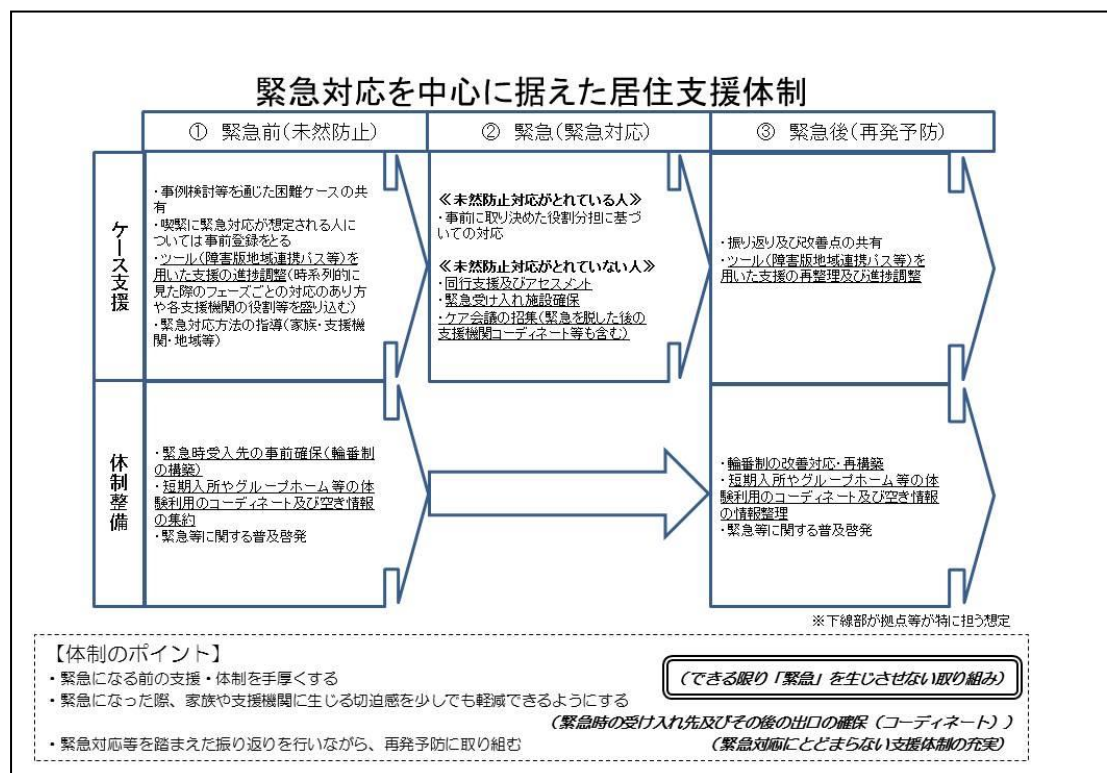 緊急対応を中心に据えた居住支援体制
① 緊急前(未然防止)
② 緊急(緊急対応)
③ 緊急後(再発予防)
ケース支援
・事例検討等を通じた困難ケースの共
有
・喫緊に緊急対応が想定される人に
ついては事前登録をとる
・ツール(障害版地域連携パス等)を
用いた支援の進捗調整(時系列的に
見た際のフェーズごとの対応のあり方
や各支援機関の役割等を盛り込む)
・緊急対応方法の指導(家族・支援機
関・地域等)
≪未然防止対応がとれている人≫
・事前に取り決めた役割分担に基づ
いての対応
≪未然防止対応がとれていない人≫
・同行支援及びアセスメント
・緊急受け入れ施設確保
・ケア会議の招集(緊急を脱した後の
支援機関コーディネート等も含む)
・振り返り及び改善点の共有
・ツール(障害版地域連携パス等)を
用いた支援の再整理及び進捗調整
体制整備
・緊急時受入先の事前確保(輪番制
の構築)
・短期入所やグループホーム等の体
験利用のコーディネート及び空き情報
の集約
・緊急等に関する普及啓発
・輪番制の改善対応・再構築
・短期入所やグループホーム等の体
験利用のコーディネート及び空き情報
の情報整理
・緊急等に関する普及啓発
※下線部が拠点等が特に担う想定
【体制のポイント】
・緊急になる前の支援・体制を手厚くする
(できる限り「緊急」を生じさせない取り組み)
・緊急になった際、家族や支援機関に生じる切迫感を少しでも軽減できるようにする
(緊急時の受け入れ先及びその後の出口の確保(コーディネート))
・緊急対応等を踏まえた振り返りを行いながら、再発予防に取り組む
(緊急対応にとどまらない支援体制の充実)